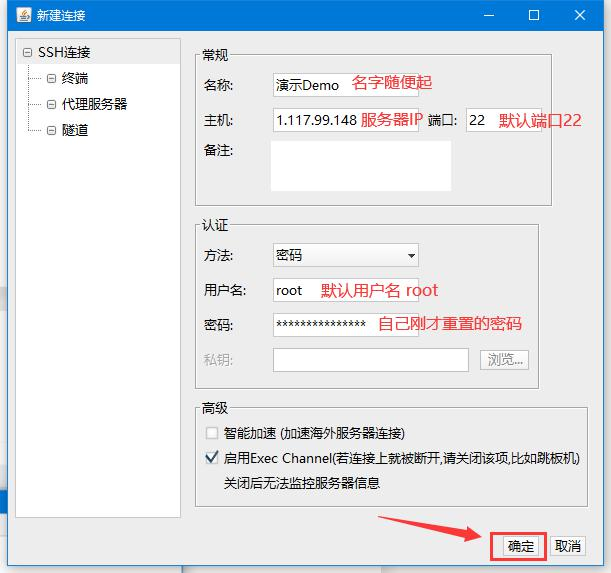 新建连接
SSH连接
终端
代理服务器
隧道
常规
名称: 演示Demo 名字随便起
主机: 1.117.99.148 服务器IP 端口: 22 默认端口22
备注:
认证
方法: 密码
用户名: root 默认用户名 root
密码: *************** 自己刚才重置的密码
私钥: 浏览...
高级
智能加速 (加速海外服务器连接)
启用Exec Channel(若连接上就被断开,请关闭该项,比如跳板机)
关闭后无法监控服务器信息
确定 取消